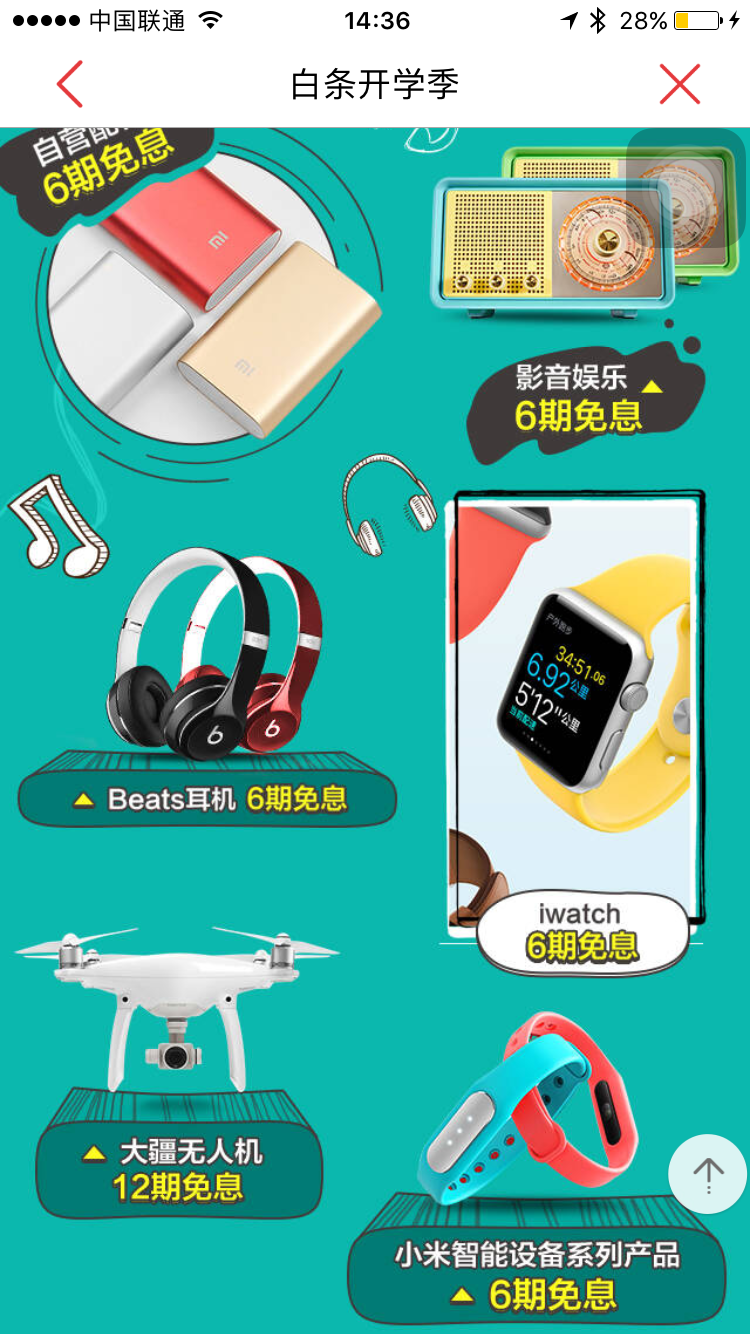 中国联通
14:36
28%
白条开学季
自营配
6期免息
影音娱乐
6期免息
户外跑步
34:51.06
6.92公里
5'12"公里
当前配速
Beats耳机 6期免息
iwatch
6期免息
大疆无人机
12期免息
小米智能设备系列产品
6期免息